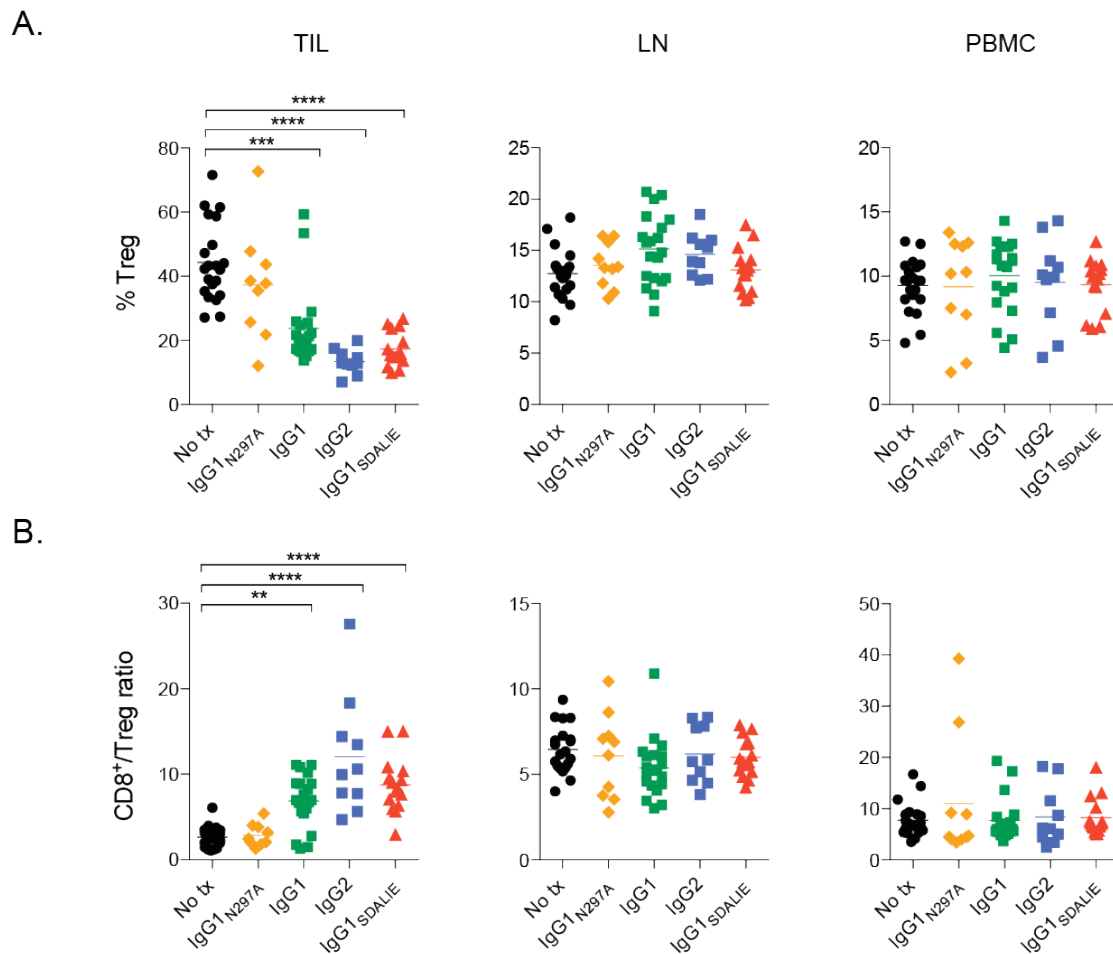 A.
TIL
LN
PBMC
****
****
***
% Treg
80
60
40
20
0
No tx
IgG1N297A
IgG1
IgG2
IgG1SDALIE
25
20
15
10
5
0
No tx
IgG1N297A
IgG1
IgG2
IgG1SDALIE
20
15
10
5
0
No tx
IgG1N297A
IgG1
IgG2
IgG1SDALIE
B.
****
****
**
CD8+/Treg ratio
30
20
10
0
No tx
IgG1N297A
IgG1
IgG2
IgG1SDALIE
15
10
5
0
No tx
IgG1N297A
IgG1
IgG2
IgG1SDALIE
50
40
30
20
10
0
No tx
IgG1N297A
IgG1
IgG2
IgG1SDALIE